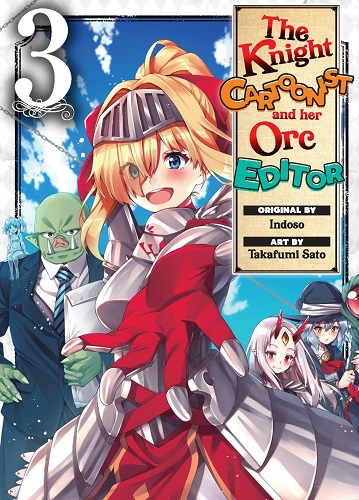 3
The
Knight
CARTOONIST
and her
Orc
EDITOR
ORIGINAL BY
Indoso
ART BY
Takafumi Sato